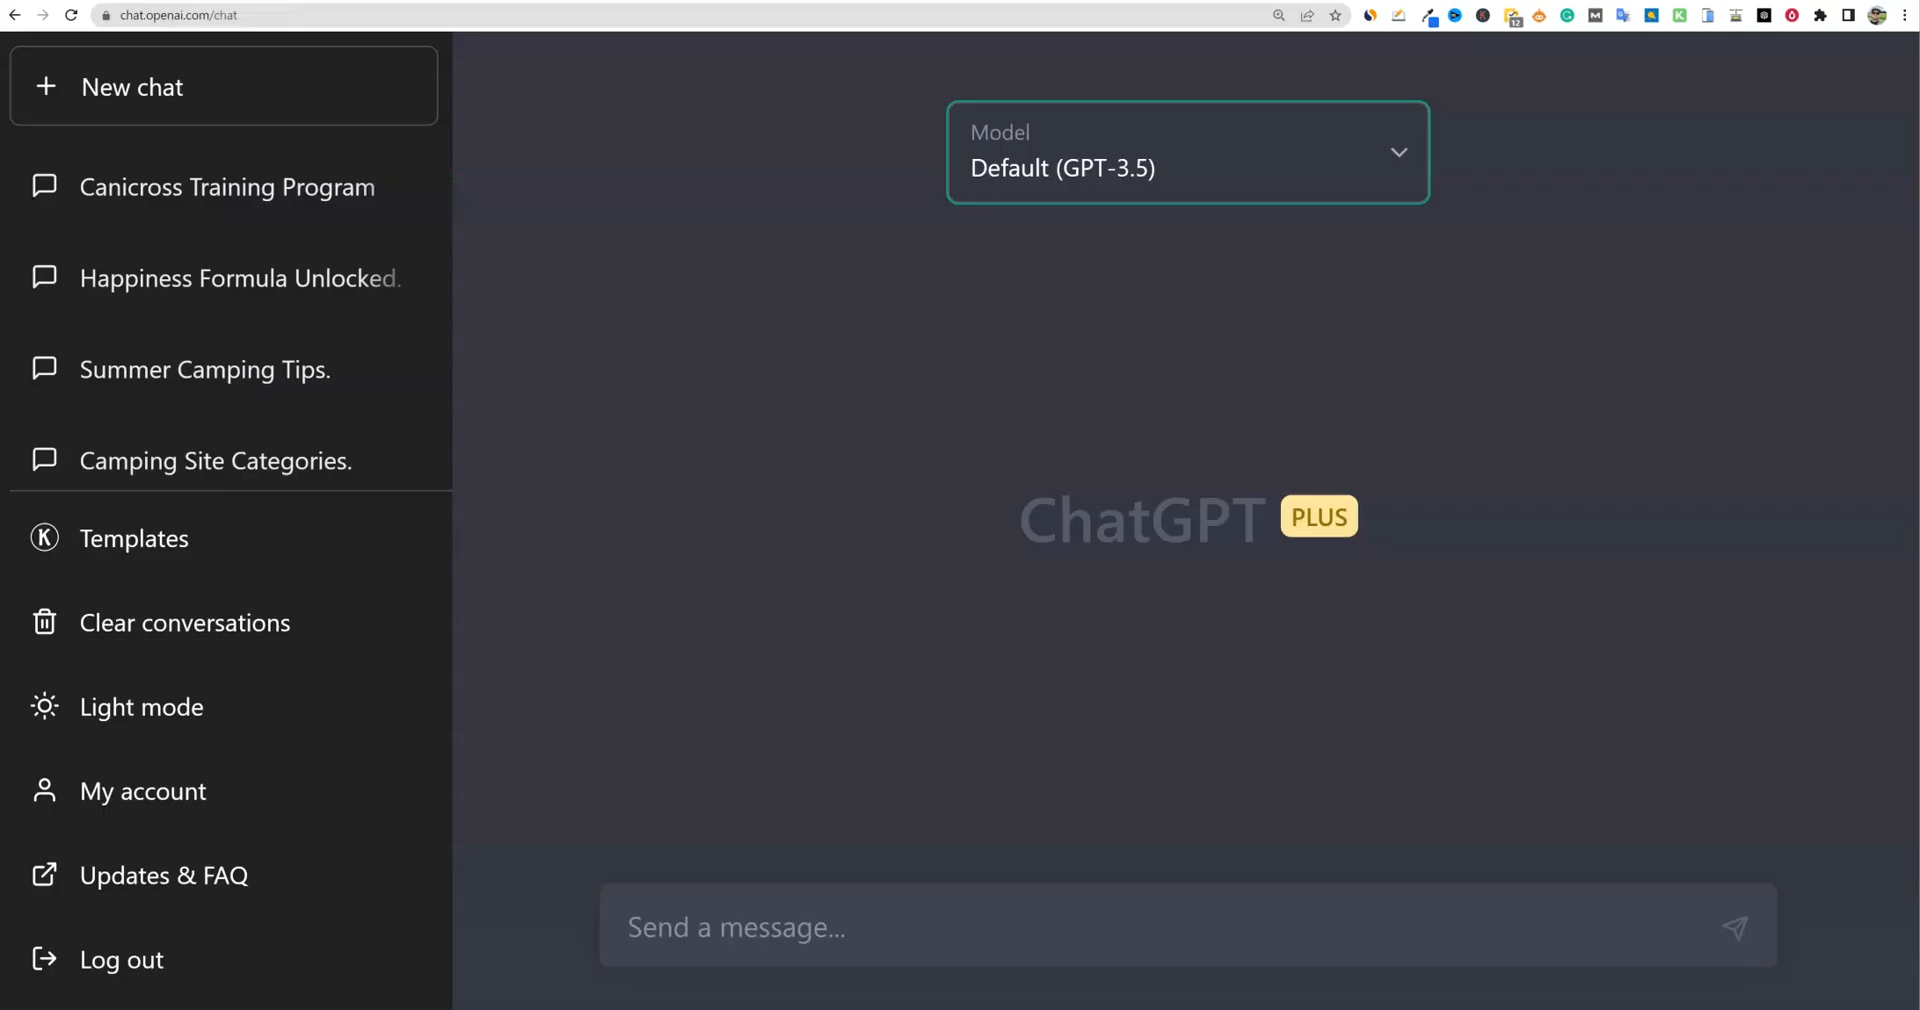 chat.openai.com/chat
12
New chat
Canicross Training Program
Happiness Formula Unlocked.
Summer Camping Tips.
Camping Site Categories.
K Templates
Clear conversations
Light mode
My account
Updates & FAQ
Log out
Model
Default (GPT-3.5)
ChatGPT PLUS
Send a message...